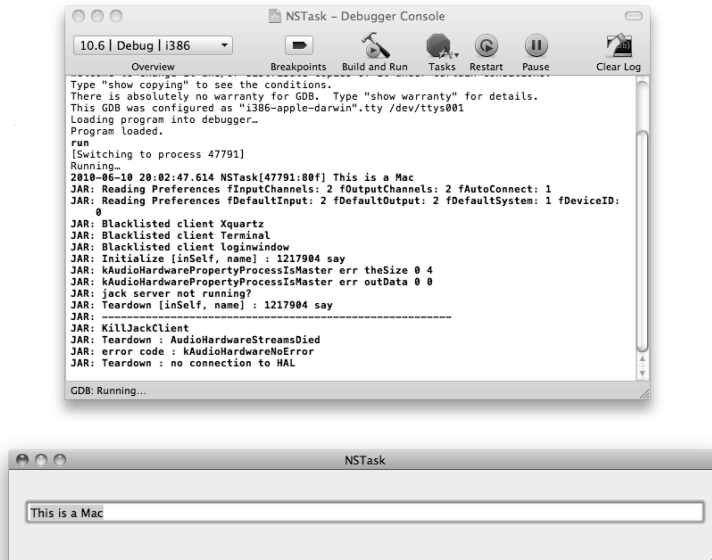 NSTask – Debugger Console
10.6 | Debug | i386
Overview
Breakpoints
Build and Run
Tasks
Restart
Pause
Clear Log
Type "show copying" to see the conditions.
There is absolutely no warranty for GDB.  Type "show warranty" for details.
This GDB was configured as "i386-apple-darwin".tty /dev/ttys001
Loading program into debugger…
Program loaded.
run
[Switching to process 47791]
Running…
2010-06-10 20:02:47.614 NSTask[47791:80f] This is a Mac
JAR: Reading Preferences fInputChannels: 2 fOutputChannels: 2 fAutoConnect: 1
JAR: Reading Preferences fDefaultInput: 2 fDefaultOutput: 2 fDefaultSystem: 1 fDeviceID:
0
JAR: Blacklisted client Xquartz
JAR: Blacklisted client Terminal
JAR: Blacklisted client loginwindow
JAR: Initialize [inSelf, name] : 1217904 say
JAR: kAudioHardwarePropertyProcessIsMaster err theSize 0 4
JAR: kAudioHardwarePropertyProcessIsMaster err outData 0 0
JAR: jack server not running?
JAR: Teardown [inSelf, name] : 1217904 say
JAR: ----------------------------------------------------------
JAR: KillJackClient
JAR: Teardown : AudioHardwareStreamsDied
JAR: error code : kAudioHardwareNoError
JAR: Teardown : no connection to HAL
GDB: Running…
NSTask
This is a Mac